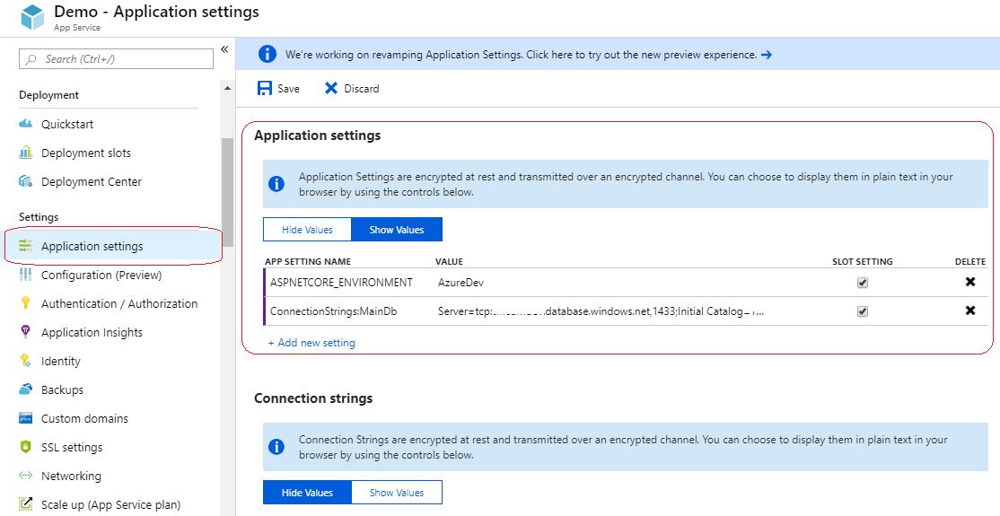 Demo - Application settings
App Service
Search (Ctrl+/)
«
Deployment
Quickstart
Deployment slots
Deployment Center
Settings
Application settings
Configuration (Preview)
Authentication / Authorization
Application Insights
Identity
Backups
Custom domains
SSL settings
Networking
Scale up (App Service plan)
We're working on revamping Application Settings. Click here to try out the new preview experience. →
Save Discard
Application settings
Application Settings are encrypted at rest and transmitted over an encrypted channel. You can choose to display them in plain text in your
browser by using the controls below.
Hide Values Show Values
APP SETTING NAME VALUE SLOT SETTING DELETE
ASPNETCORE_ENVIRONMENT AzureDev
ConnectionStrings:MainDb Server=tcp: .database.windows.net,1433;Initial Catalog=
+ Add new setting
Connection strings
Connection Strings are encrypted at rest and transmitted over an encrypted channel. You can choose to display them in plain text in your
browser by using the controls below.
Hide Values Show Values